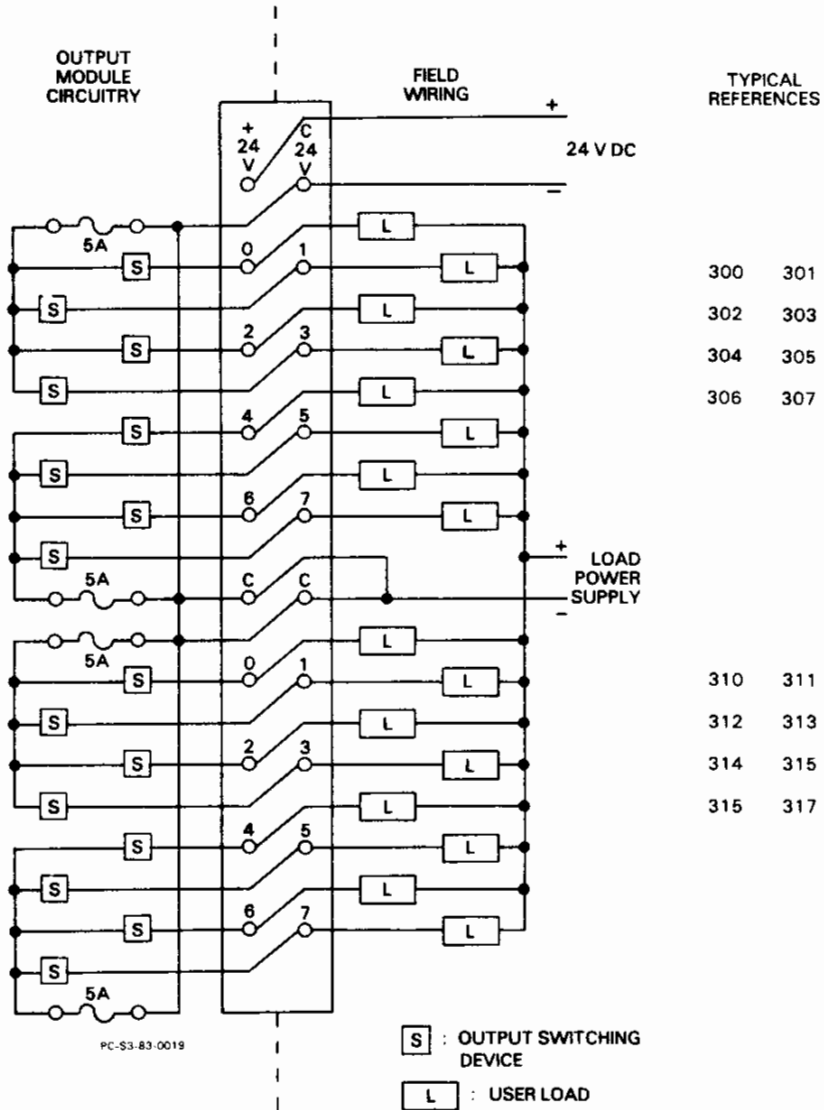 OUTPUT
MODULE
CIRCUITRY
FIELD
WIRING
TYPICAL
REFERENCES
+
24
V
C
24
V
+
24 V DC
−
5A
L
S 0 1 L
S L
S 2 3 L
S L
S 4 5 L
S L
S 6 7 L
S
300 301
302 303
304 305
306 307
5A C C
+
LOAD
POWER
SUPPLY
−
5A
L
S 0 1 L
S L
S 2 3 L
S L
S 4 5 L
S L
S 6 7 L
S
310 311
312 313
314 315
315 317
5A
PC-S3-83-0019
S : OUTPUT SWITCHING
DEVICE
L : USER LOAD